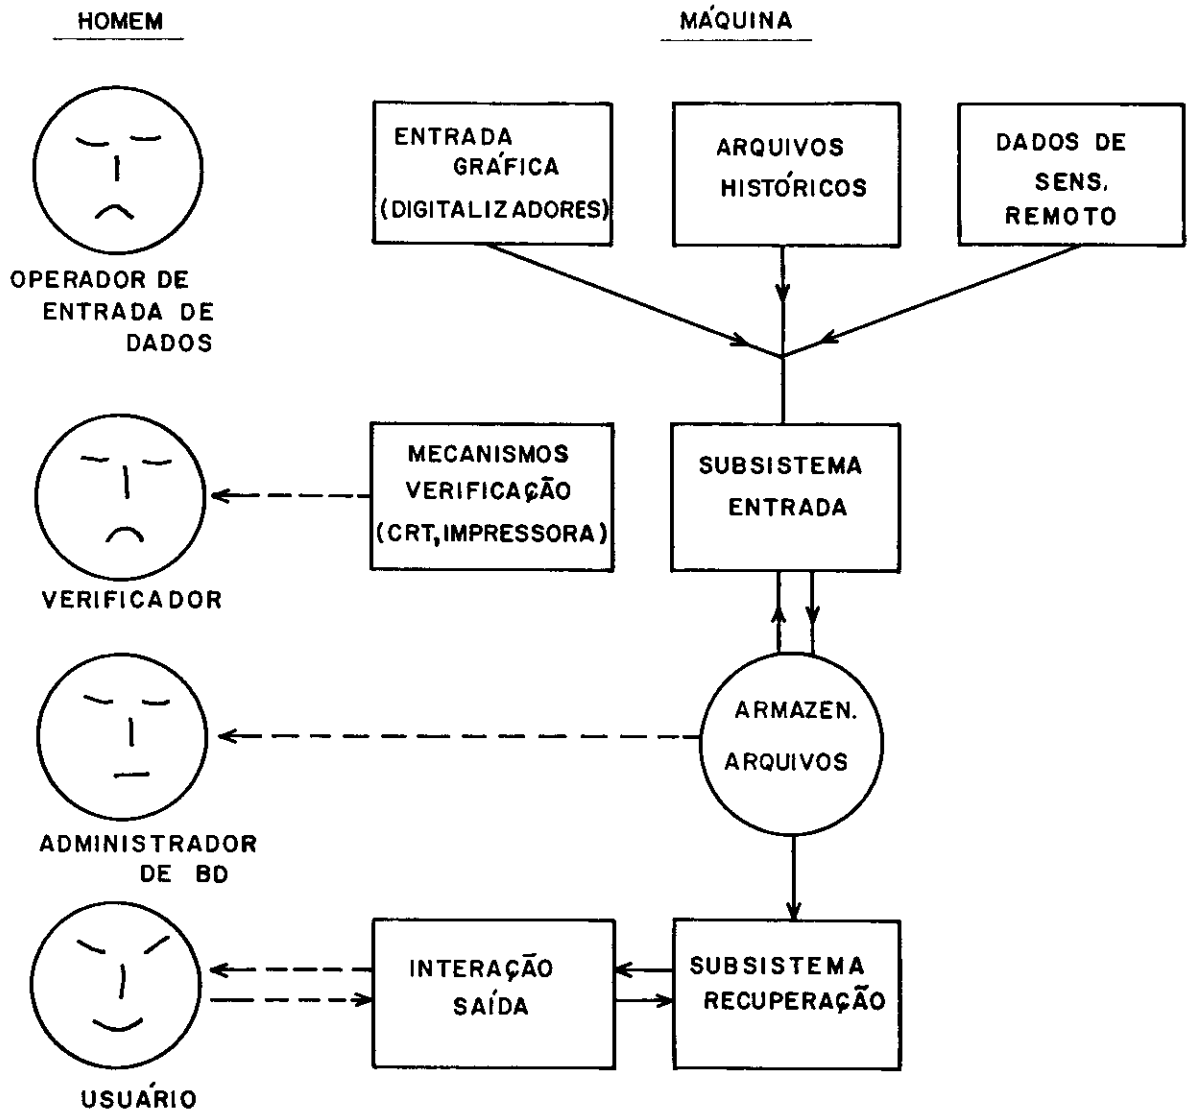 HOMEM
MÁQUINA
ENTRADA
GRÁFICA
(DIGITALIZADORES)
ARQUIVOS
HISTÓRICOS
DADOS DE
SENS.
REMOTO
OPERADOR DE
ENTRADA DE
DADOS
MECANISMOS
VERIFICAÇÃO
(CRT, IMPRESSORA)
SUBSISTEMA
ENTRADA
VERIFICADOR
ARMAZEN.
ARQUIVOS
ADMINISTRADOR
DE BD
INTERAÇÃO
SAÍDA
SUBSISTEMA
RECUPERAÇÃO
USUÁRIO